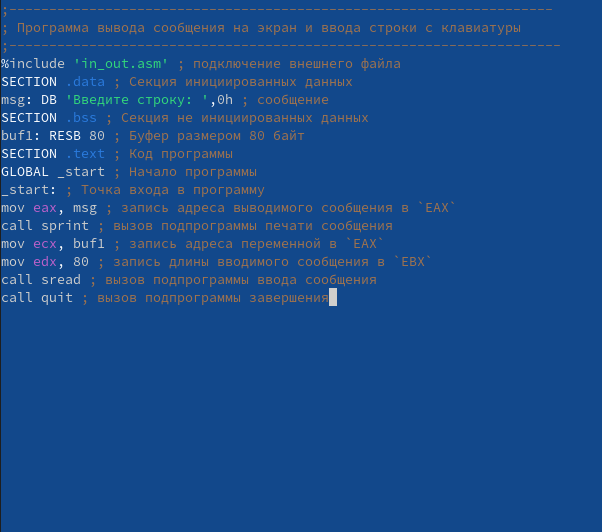 ;--------------------------------------------------------------------
; Программа вывода сообщения на экран и ввода строки с клавиатуры
;---------------------------------------------------------------------
%include 'in_out.asm' ; подключение внешнего файла
SECTION .data ; Секция инициированных данных
msg: DB 'Введите строку: ',0h ; сообщение
SECTION .bss ; Секция не инициированных данных
buf1: RESB 80 ; Буфер размером 80 байт
SECTION .text ; Код программы
GLOBAL _start ; Начало программы
_start: ; Точка входа в программу
mov eax, msg ; запись адреса выводимого сообщения в `EAX`
call sprint ; вызов подпрограммы печати сообщения
mov ecx, buf1 ; запись адреса переменной в `EAX`
mov edx, 80 ; запись длины вводимого сообщения в `EBX`
call sread ; вызов подпрограммы ввода сообщения
call quit ; вызов подпрограммы завершения